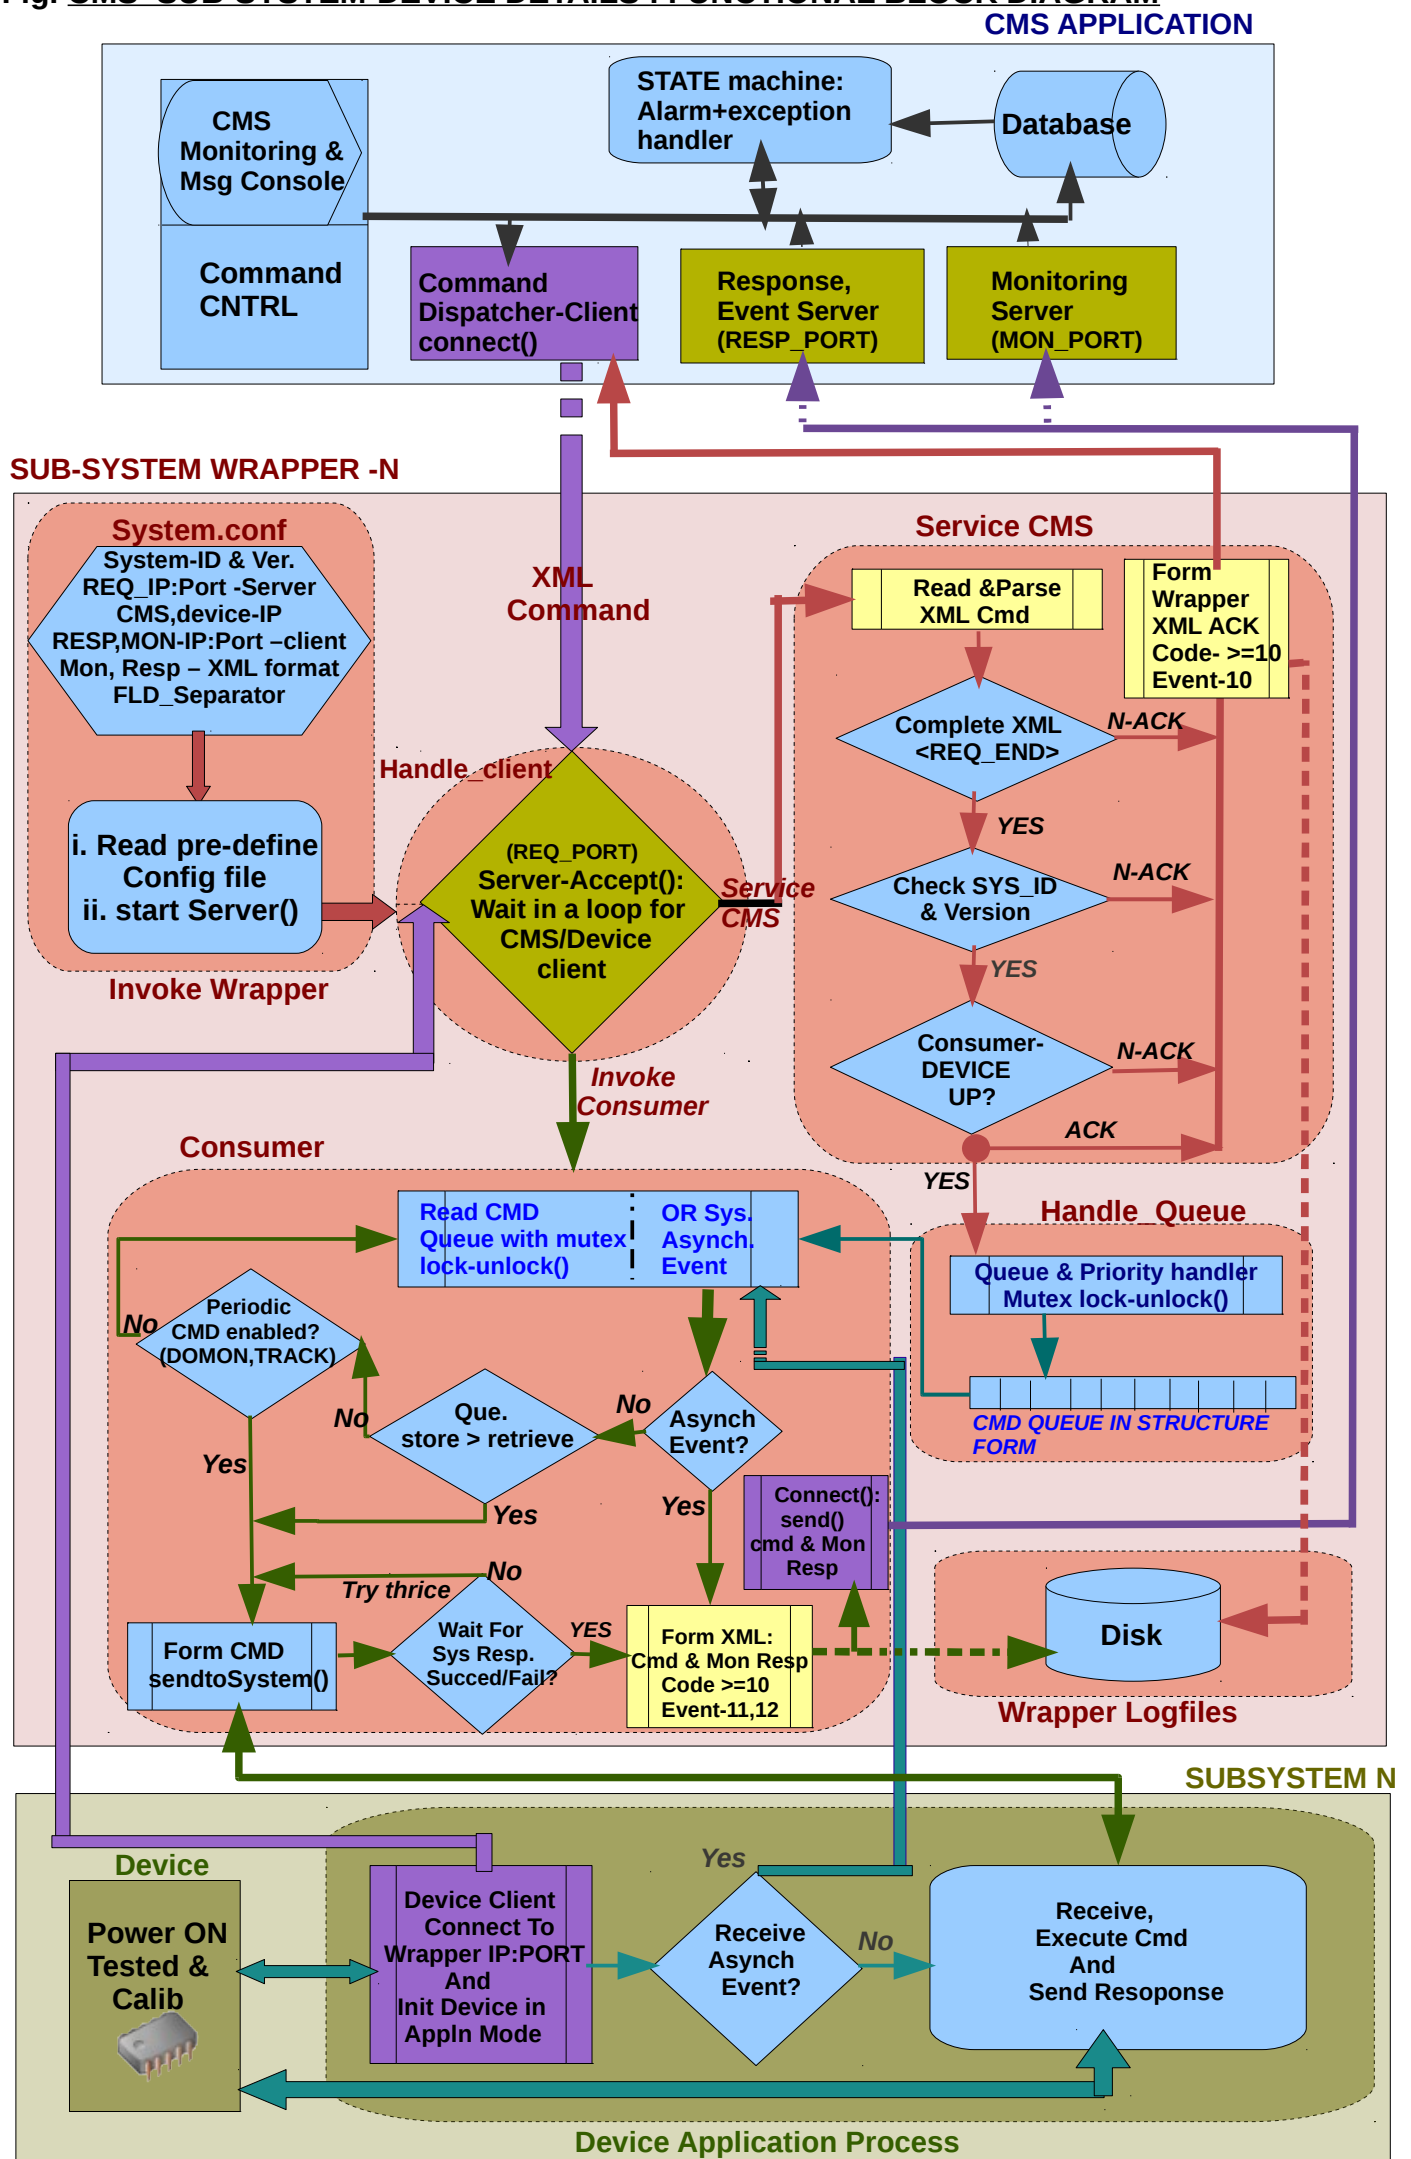 Fig. CMS- SUB-SYSTEM-DEVICE DETAILS : FUNCTIONAL BLOCK DIAGRAM
CMS APPLICATION
CMS
Monitoring &
Msg Console
Command
CNTRL
STATE machine:
Alarm+exception
handler
Database
Command
Dispatcher-Client
connect()
Response,
Event Server
(RESP_PORT)
Monitoring
Server
(MON_PORT)
SUB-SYSTEM WRAPPER -N
System.conf
System-ID & Ver.
REQ_IP:Port -Server
CMS,device-IP
RESP,MON-IP:Port –client
Mon, Resp – XML format
FLD_Separator
i. Read pre-define
Config file
ii. start Server()
Invoke Wrapper
XML
Command
Handle_client
(REQ_PORT)
Server-Accept():
Wait in a loop for
CMS/Device
client
Service
CMS
Invoke
Consumer
Service CMS
Read &Parse
XML Cmd
Form
Wrapper
XML ACK
Code- >=10
Event-10
Complete XML
<REQ_END>
N-ACK
YES
Check SYS_ID
& Version
N-ACK
YES
Consumer-
DEVICE
UP?
N-ACK
ACK
YES
Handle_Queue
Queue & Priority handler
Mutex lock-unlock()
CMD QUEUE IN STRUCTURE
FORM
Consumer
Read CMD
Queue with mutex
lock-unlock()
OR Sys.
Asynch.
Event
Periodic
CMD enabled?
(DOMON,TRACK)
No
Yes
Que.
store > retrieve
No
Yes
Asynch
Event?
No
Yes
Connect():
send()
cmd & Mon
Resp
Try thrice
No
Form CMD
sendtoSystem()
Wait For
Sys Resp.
Succed/Fail?
YES
Form XML:
Cmd & Mon Resp
Code >=10
Event-11,12
Disk
Wrapper Logfiles
SUBSYSTEM N
Device
Power ON
Tested &
Calib
Device Client
Connect To
Wrapper IP:PORT
And
Init Device in
Appln Mode
Yes
Receive
Asynch
Event?
No
Receive,
Execute Cmd
And
Send Resoponse
Device Application Process